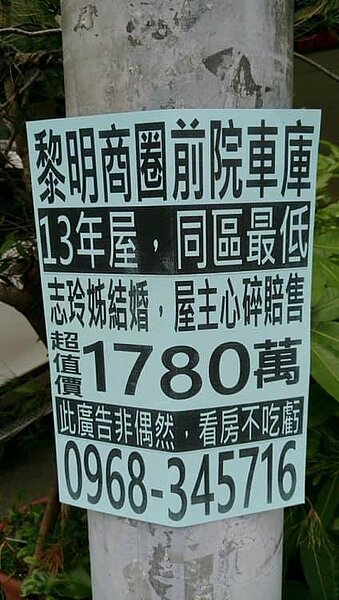 黎明商圈前院車庫
13年屋，同區最低
志玲姊結婚，屋主心碎賠售
超值價1780萬
此廣告非偶然，看房不吃虧
0968-345716